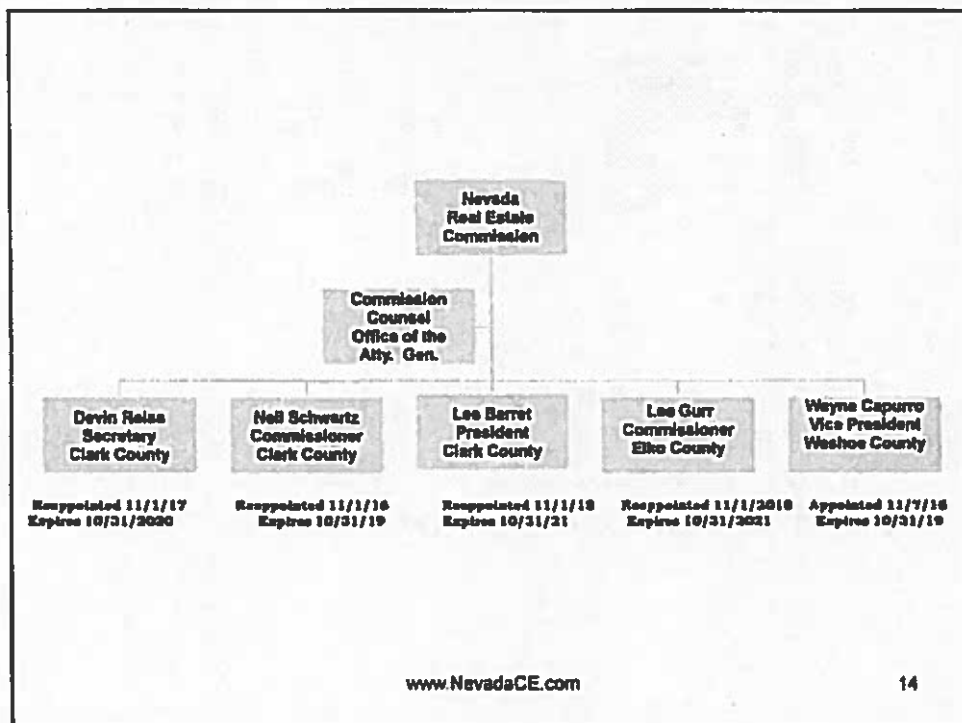 Nevada
Real Estate
Commission
Commission
Counsel
Office of the
Atty. Gen.
Devin Reiss
Secretary
Clark County
Neil Schwartz
Commissioner
Clark County
Lee Barret
President
Clark County
Lee Gurr
Commissioner
Elko County
Wayne Capurro
Vice President
Washoe County
Reappointed 11/1/17
Expires 10/31/2020
Reappointed 11/1/16
Expires 10/31/19
Reappointed 11/1/18
Expires 10/31/21
Reappointed 11/1/2018
Expires 10/31/2021
Appointed 11/7/16
Expires 10/31/19
www.NevadaCE.com
14